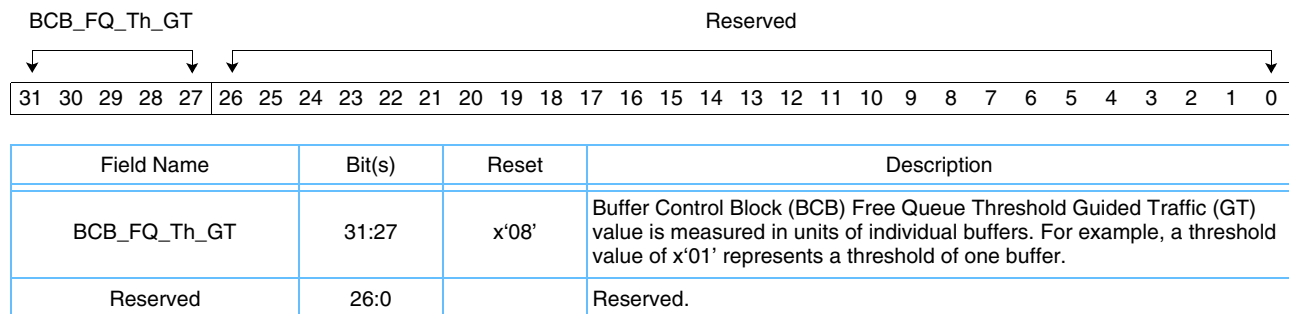 BCB_FQ_Th_GT Reserved
31 30 29 28 27 26 25 24 23 22 21 20 19 18 17 16 15 14 13 12 11 10 9 8 7 6 5 4 3 2 1 0
Field Name Bit(s) Reset Description
BCB_FQ_Th_GT 31:27 x‘08’ Buffer Control Block (BCB) Free Queue Threshold Guided Traffic (GT)
value is measured in units of individual buffers. For example, a threshold
value of x‘01’ represents a threshold of one buffer.
Reserved 26:0 Reserved.